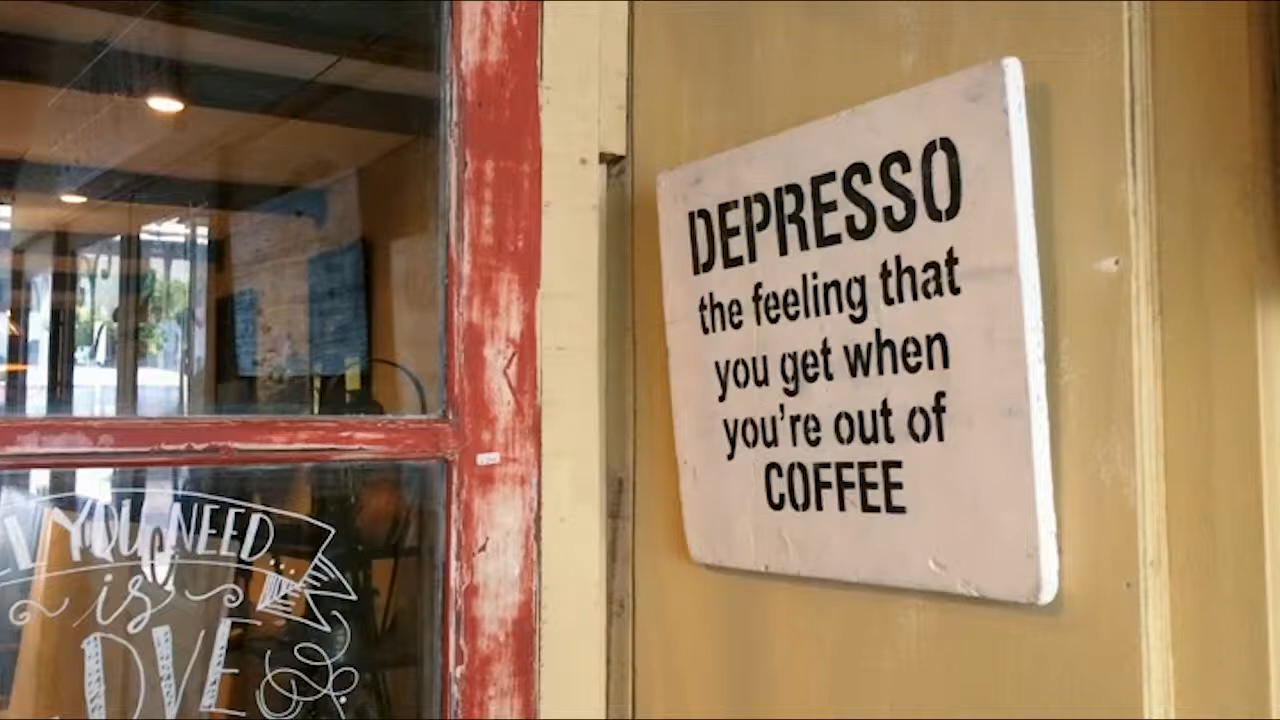 DEPRESSO
the feeling that
you get when
you're out of
COFFEE
YOU NEED
is